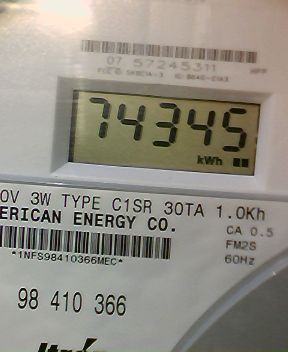 07 57245311
74345
kWh
0V 3W TYPE C1SR 30TA 1.0Kh
ERICAN ENERGY CO.
CA 0.5
FM2S
60Hz
*1NFS98410366MEC*
98 410 366
Itrón